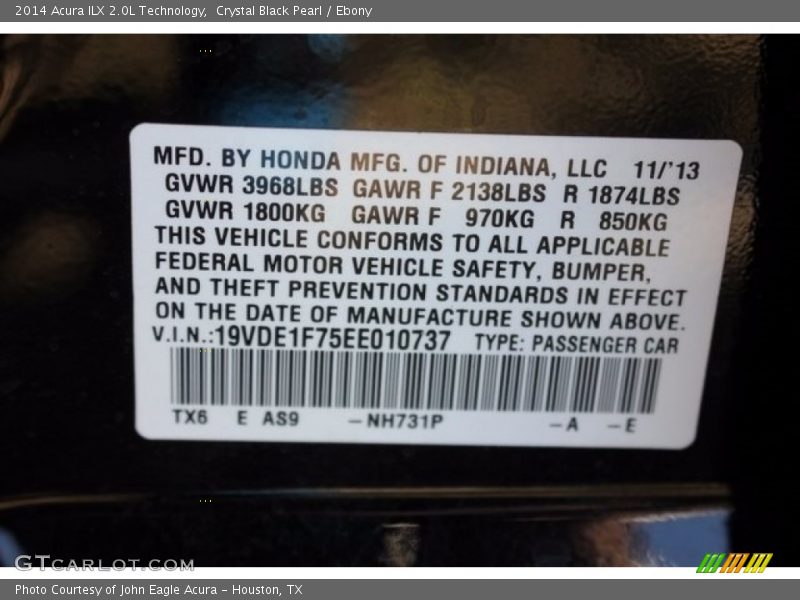 2014 Acura ILX 2.0L Technology,  Crystal Black Pearl / Ebony
MFD. BY HONDA MFG. OF INDIANA, LLC 11/'13
GVWR 3968LBS GAWR F 2138LBS R 1874LBS
GVWR 1800KG GAWR F 970KG R 850KG
THIS VEHICLE CONFORMS TO ALL APPLICABLE
FEDERAL MOTOR VEHICLE SAFETY, BUMPER,
AND THEFT PREVENTION STANDARDS IN EFFECT
ON THE DATE OF MANUFACTURE SHOWN ABOVE.
V.I.N.:19VDE1F75EE010737 TYPE: PASSENGER CAR
TX6 E AS9 -NH731P -A -E
GTCARLOT.COM
Photo Courtesy of John Eagle Acura - Houston, TX